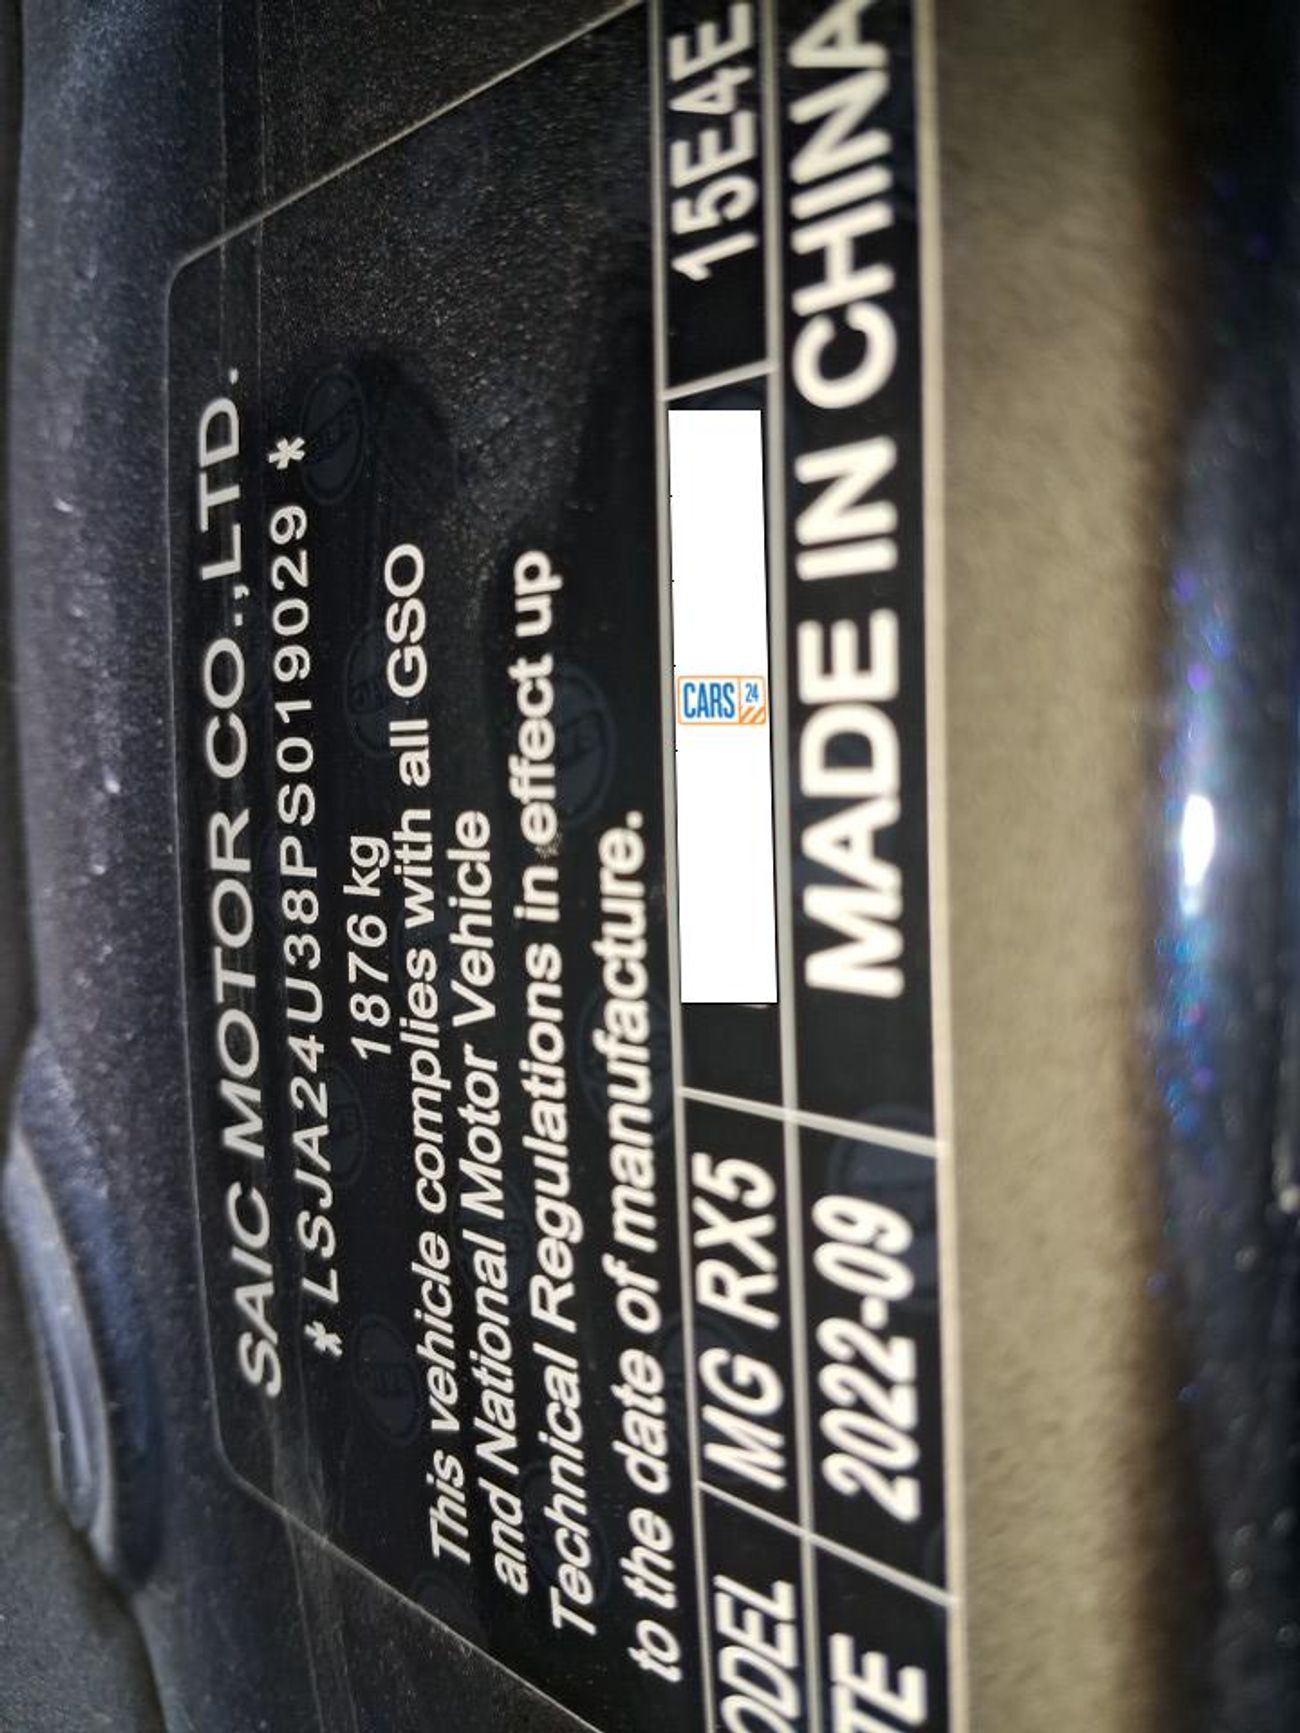 SAIC MOTOR CO.,LTD.
* LSJA24U38PS019029 *
1876 kg
This vehicle complies with all GSO
and National Motor Vehicle
Technical Regulations in effect up
to the date of manufacture.
ODEL MG RX5 CARS 24 15E4E
TE 2022-09 MADE IN CHINA